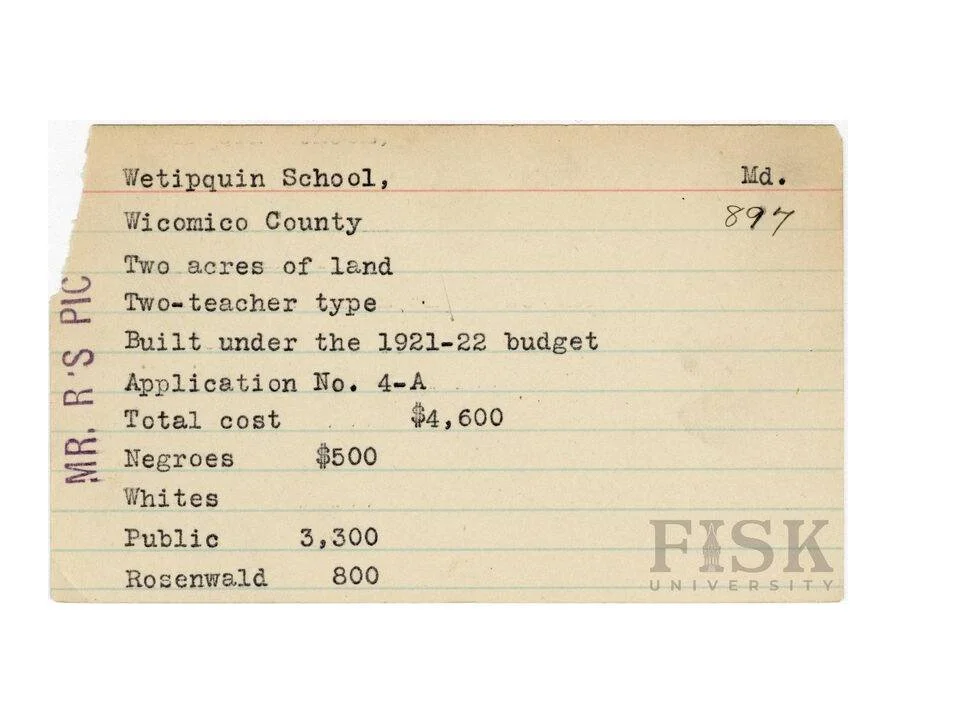 Wetipquin School, Md.
Wicomico County 897
Two acres of land
Two-teacher type
Built under the 1921-22 budget
Application No. 4-A
Total cost $4,600
Negroes $500
Whites
Public 3,300
Rosenwald 800
MR. R'S PIC
FISK
UNIVERSITY